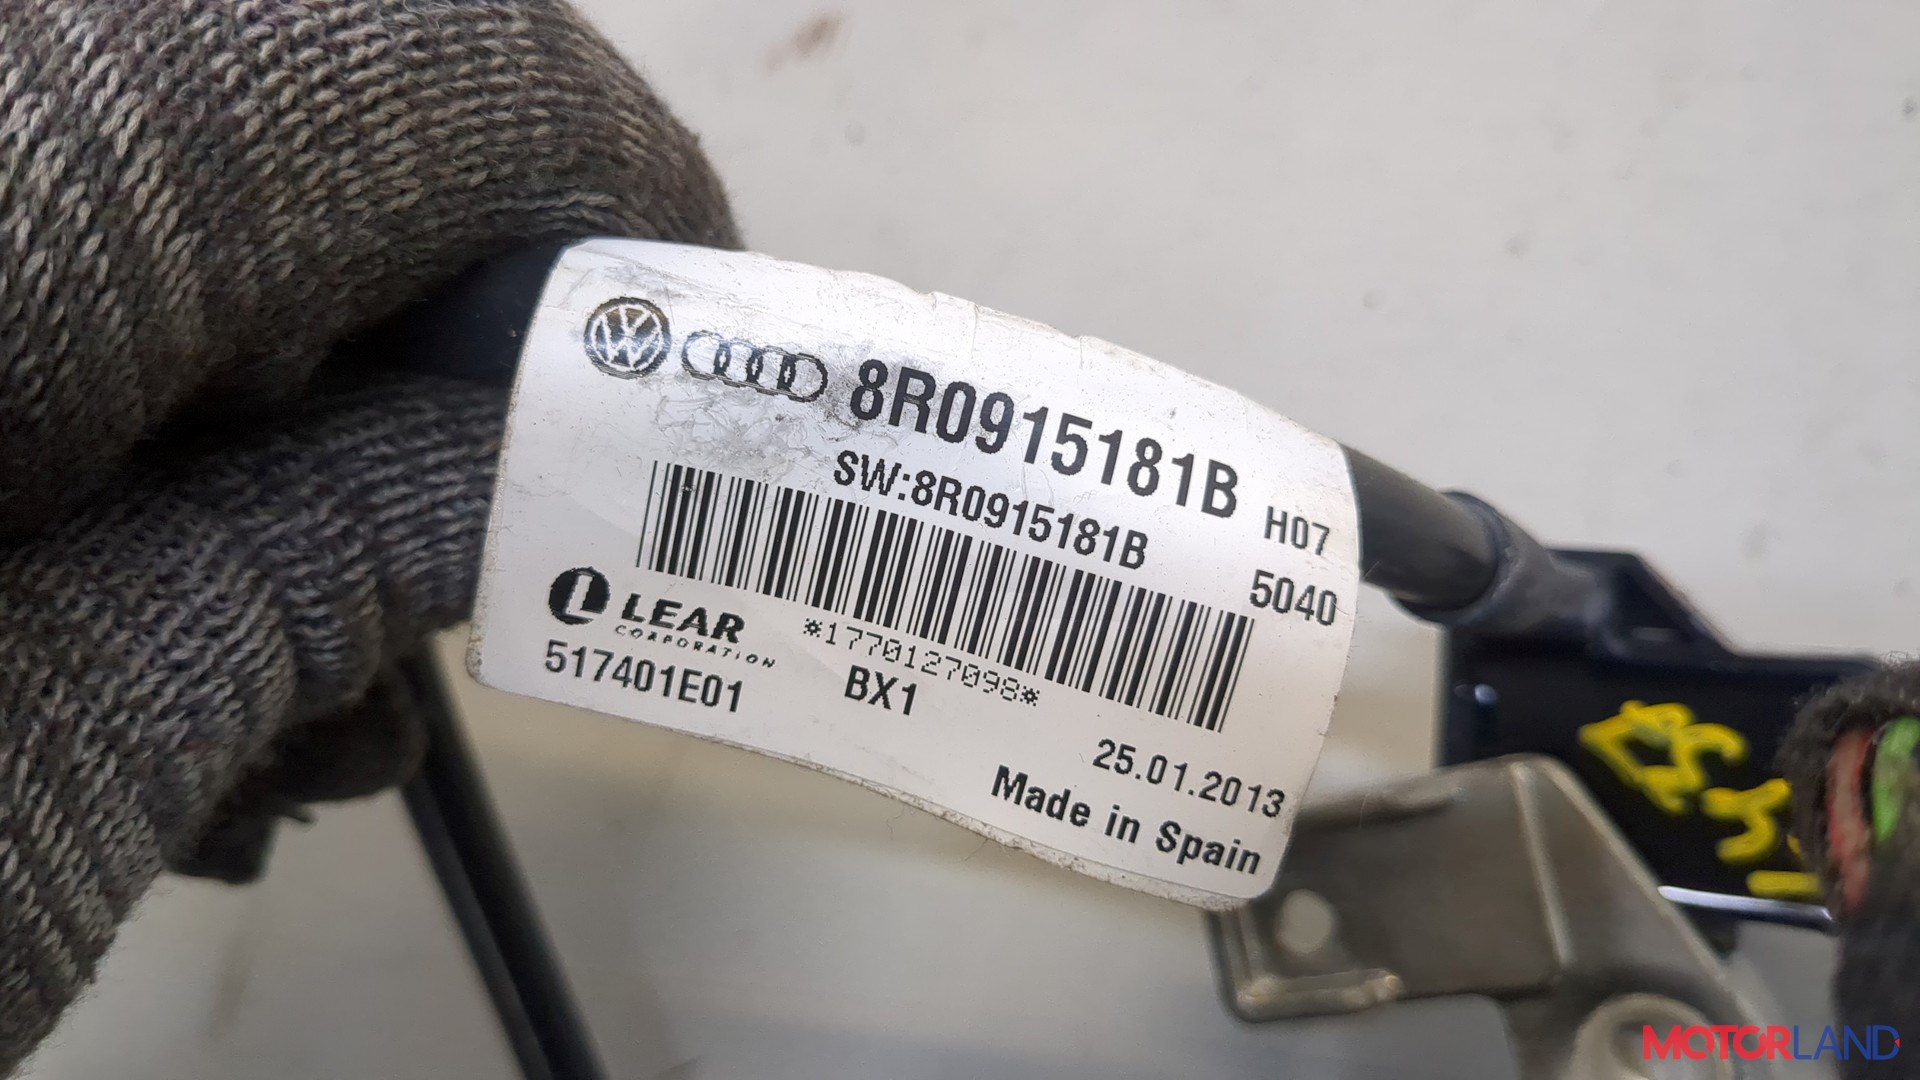 8R0915181B
H07
SW:8R0915181B
5040
LEAR
CORPORATION
*1770127098*
517401E01
BX1
25.01.2013
Made in Spain
MOTORLAND